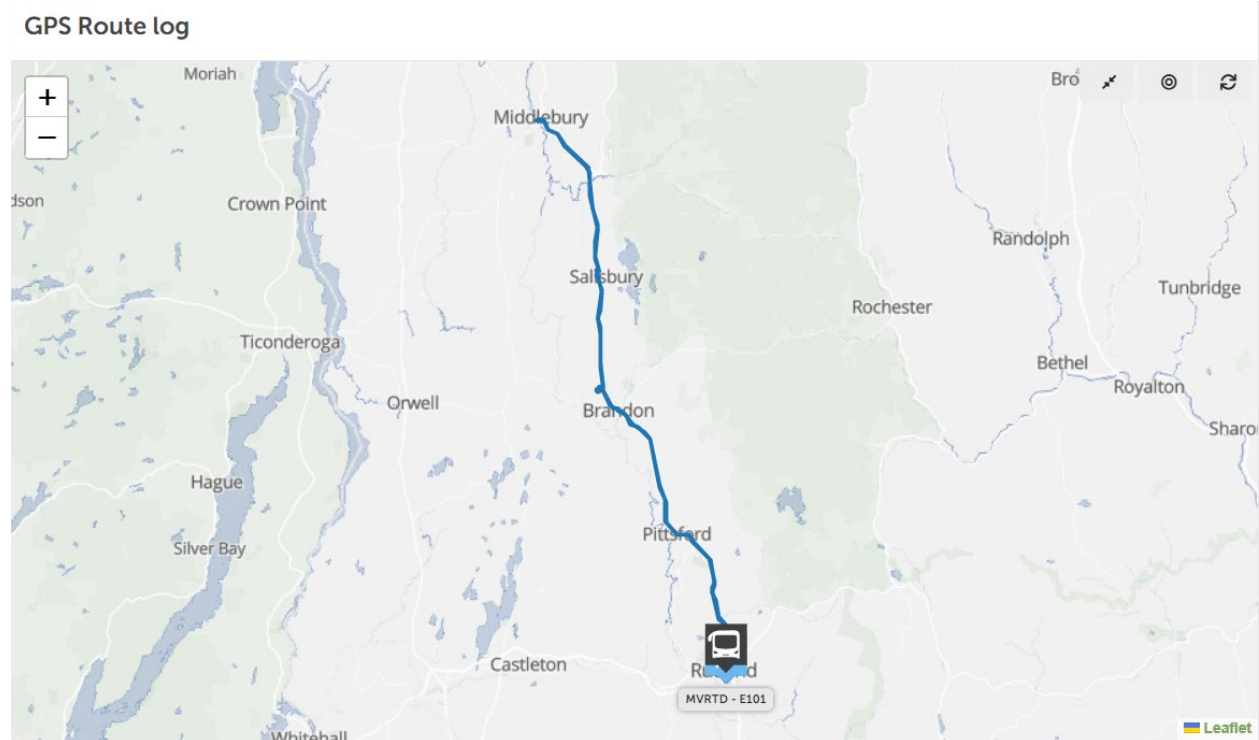 GPS Route log
+
−
Moriah
Middlebury
Bro
dson
Crown Point
Randolph
Salisbury
Tunbridge
Rochester
Ticonderoga
Bethel
Royalton
Orwell
Brandon
Sharo
Hague
Pittsford
Silver Bay
Castleton
MVRTD - E101
Whitehall
Leaflet